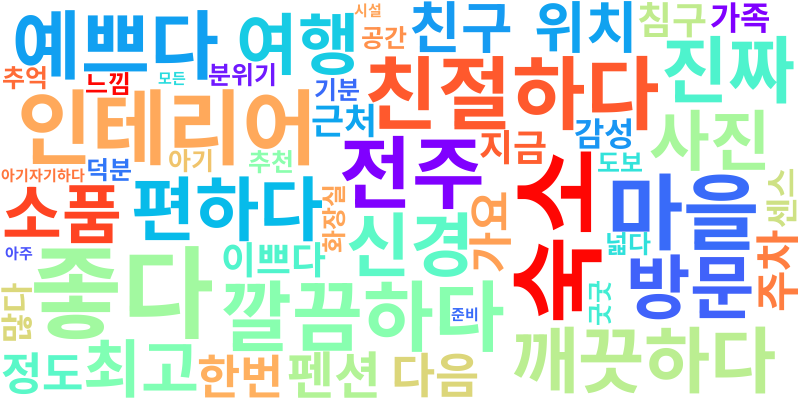 시설
예쁘다
여행
공간
친구
위치
침구
가족
추억
느낌
모든
분위기
기분
친절하다
진짜
인테리어
근처
지금
감성
사진
아기자기하다
덕분
아기
추천
전주
도보
소품
편하다
화장실
신경
가요
숙소
마을
센스
아주
좋다
이쁘다
넓다
방문
주차
많다
깔끔하다
준비
굿굿
정도
최고
한번
펜션
다음
깨끗하다